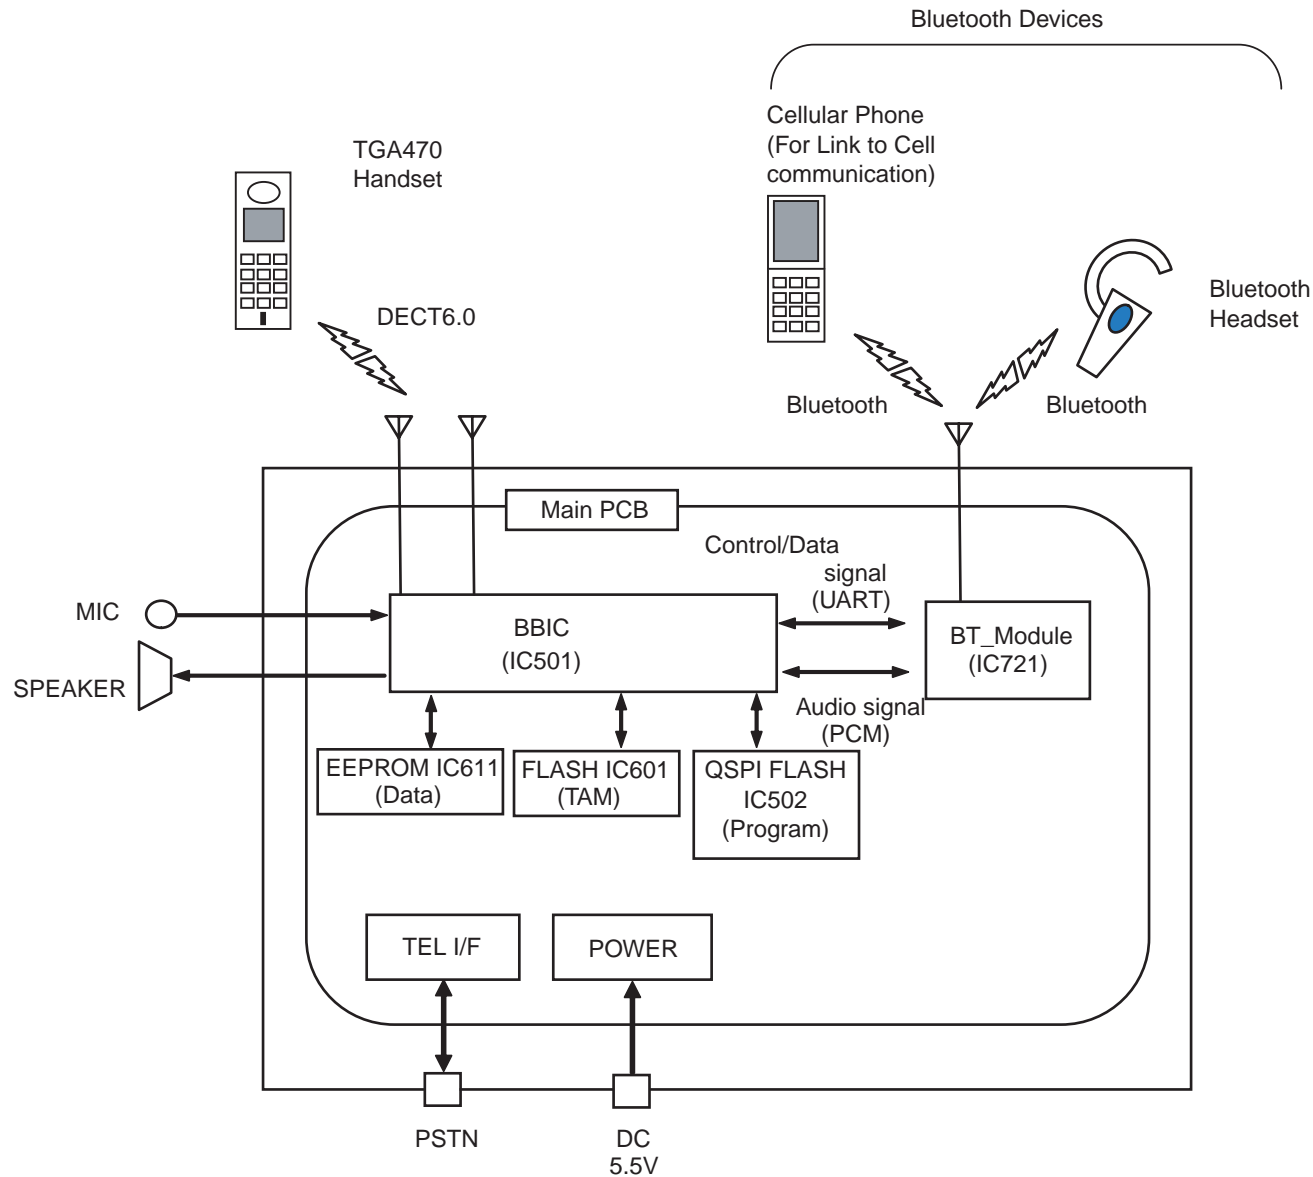 Bluetooth Devices
Cellular Phone
(For Link to Cell
communication)
TGA470
Handset
Bluetooth
Headset
DECT6.0
Bluetooth
Bluetooth
Main PCB
Control/Data
signal
(UART)
MIC
BBIC
(IC501)
BT_Module
(IC721)
SPEAKER
Audio signal
(PCM)
EEPROM IC611
(Data)
FLASH IC601
(TAM)
QSPI FLASH
IC502
(Program)
TEL I/F
POWER
PSTN
DC
5.5V